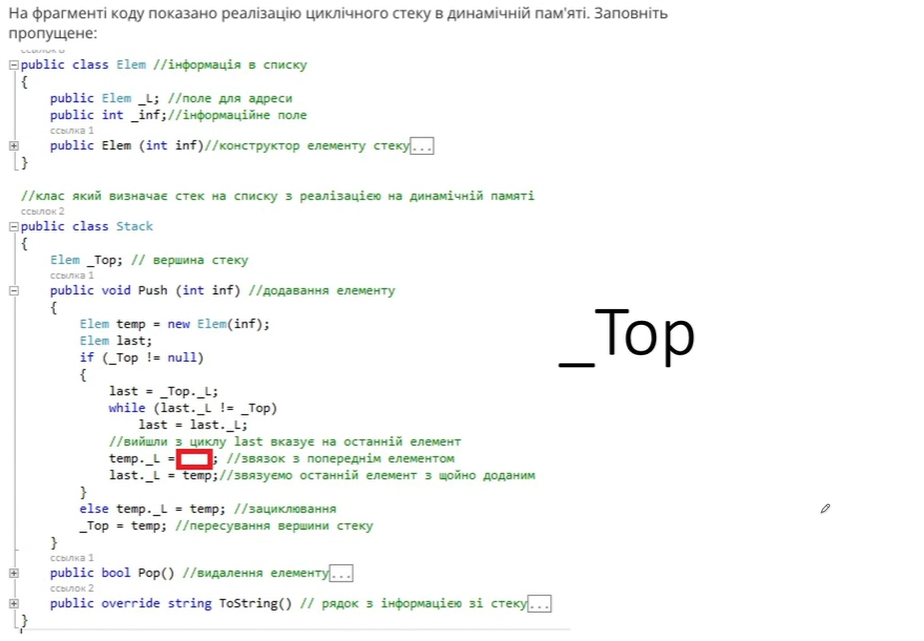 На фрагменті коду показано реалізацію циклічного стеку в динамічній пам'яті. Заповніть
пропущене:
public class Elem //інформація в списку
{
public Elem _L; //поле для адреси
public int _inf;//інформаційне поле
ссылка 1
public Elem (int inf)//конструктор елементу стеку...
}
//клас який визначає стек на списку з реалізацією на динамічній памяті
ссылок 2
public class Stack
{
Elem _Top; // вершина стеку
ссылка 1
public void Push (int inf) //додавання елементу
{
Elem temp = new Elem(inf);
Elem last;
if (_Top != null)
{
last = _Top._L;
while (last._L != _Top)
last = last._L;
//вийшли з циклу last вказує на останній елемент
temp._L = ; //звязок з попереднім елементом
last._L = temp;//звязуємо останній елемент з щойно доданим
}
else temp._L = temp; //зациклювання
_Top = temp; //пересування вершини стеку
}
ссылка 1
public bool Pop() //видалення елементу...
ссылок 2
public override string ToString() // рядок з інформацією зі стеку...
}
_Top